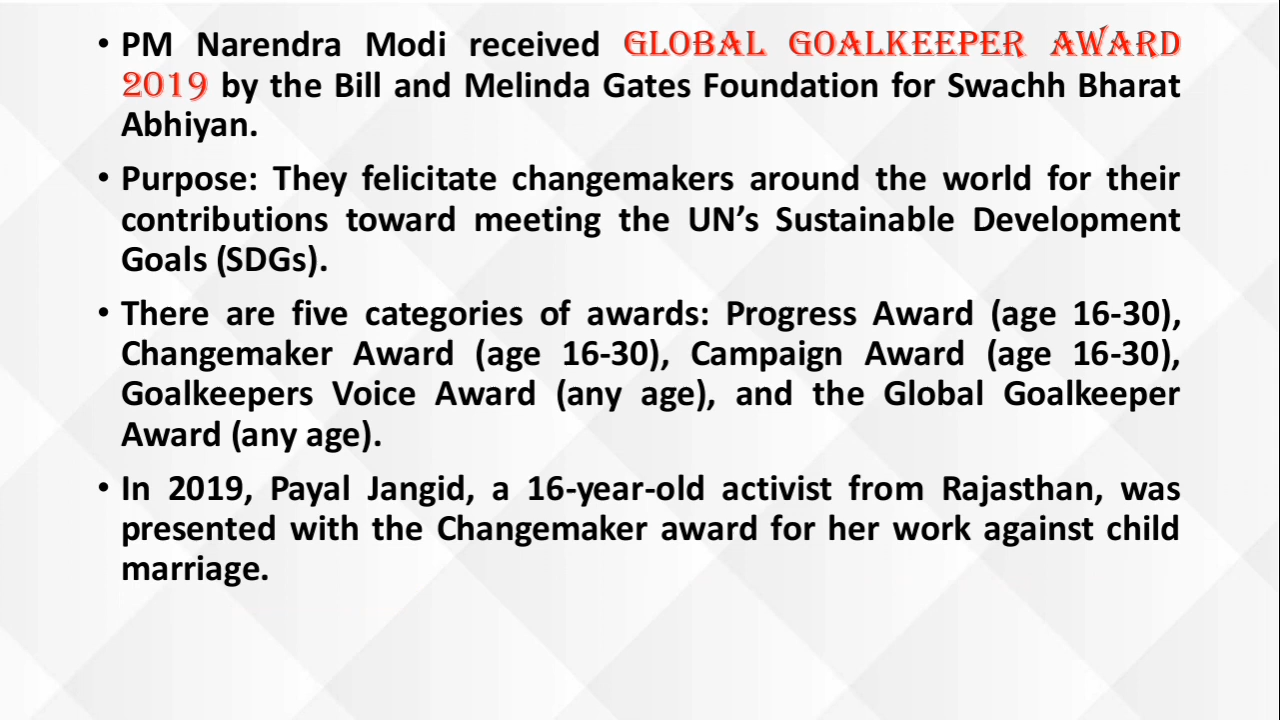 • PM Narendra Modi received GLOBAL GOALKEEPER AWARD
2019 by the Bill and Melinda Gates Foundation for Swachh Bharat
Abhiyan.
• Purpose: They felicitate changemakers around the world for their
contributions toward meeting the UN’s Sustainable Development
Goals (SDGs).
• There are five categories of awards: Progress Award (age 16-30),
Changemaker Award (age 16-30), Campaign Award (age 16-30),
Goalkeepers Voice Award (any age), and the Global Goalkeeper
Award (any age).
• In 2019, Payal Jangid, a 16-year-old activist from Rajasthan, was
presented with the Changemaker award for her work against child
marriage.